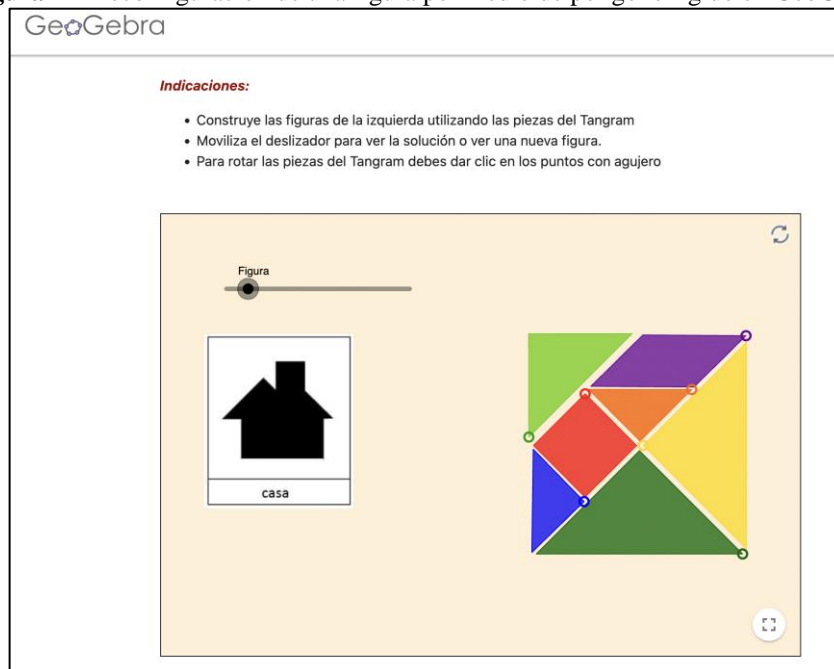 GeoGebra
Indicaciones:
• Construye las figuras de la izquierda utilizando las piezas del Tangram
• Moviliza el deslizador para ver la solución o ver una nueva figura.
• Para rotar las piezas del Tangram debes dar clic en los puntos con agujero
Figura
casa